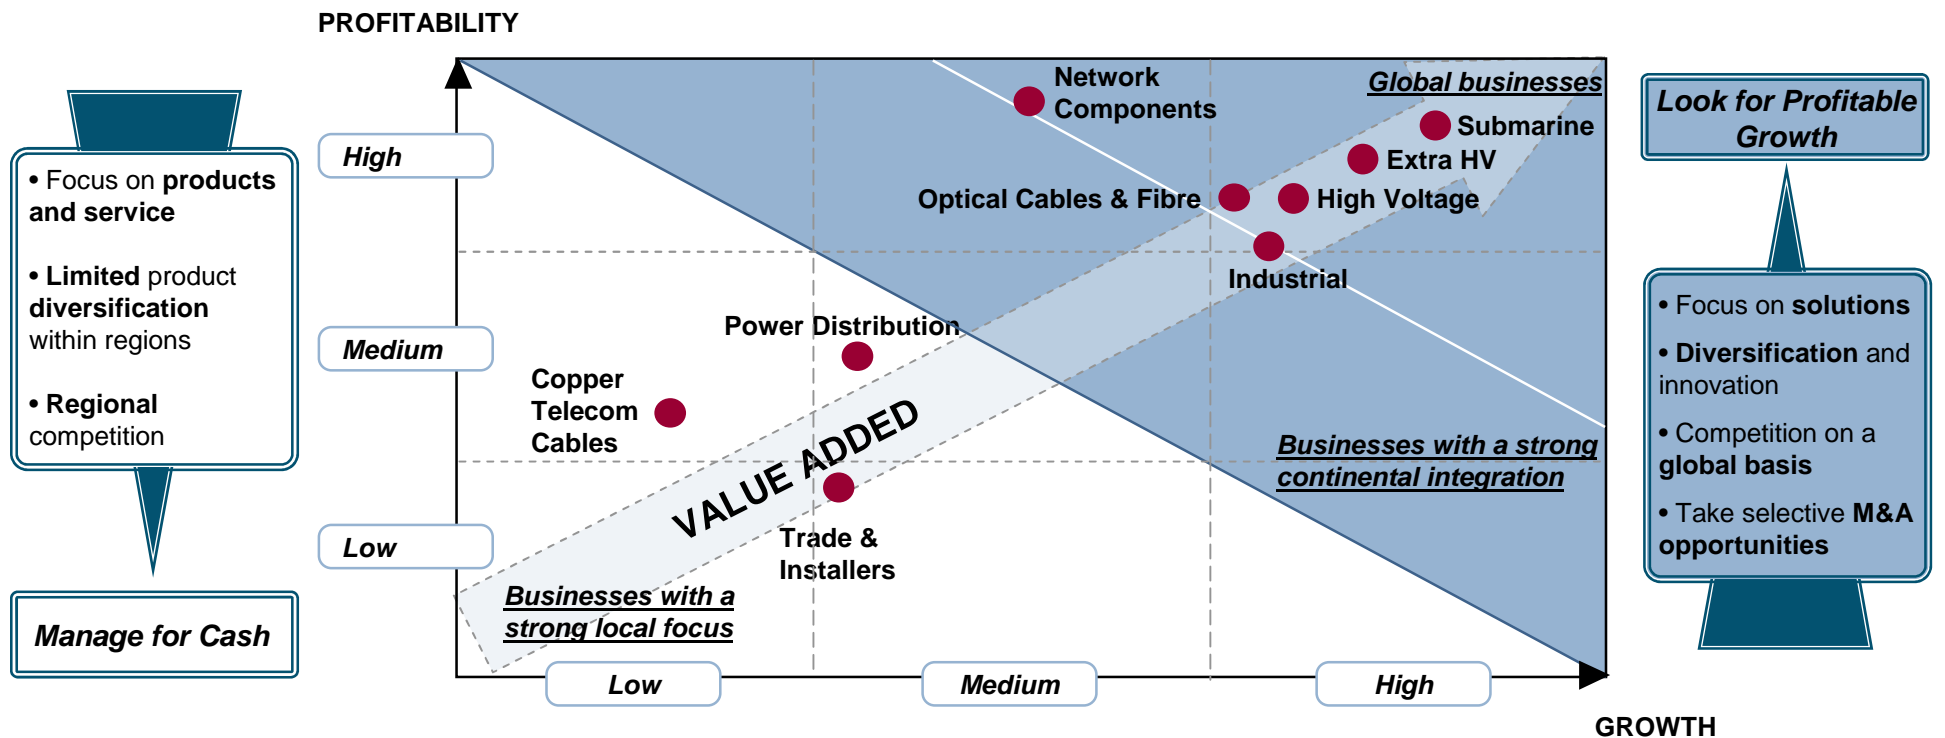 PROFITABILITY
• Focus on products
and service
• Limited product
diversification
within regions
• Regional
competition
Manage for Cash
High
Medium
Low
Network
Components
Global businesses
Submarine
Extra HV
Optical Cables & Fibre
High Voltage
Industrial
Power Distribution
Copper
Telecom
Cables
VALUE ADDED
Businesses with a strong
continental integration
Trade &
Installers
Businesses with a
strong local focus
Low
Medium
High
GROWTH
Look for Profitable
Growth
• Focus on solutions
• Diversification and
innovation
• Competition on a
global basis
• Take selective M&A
opportunities